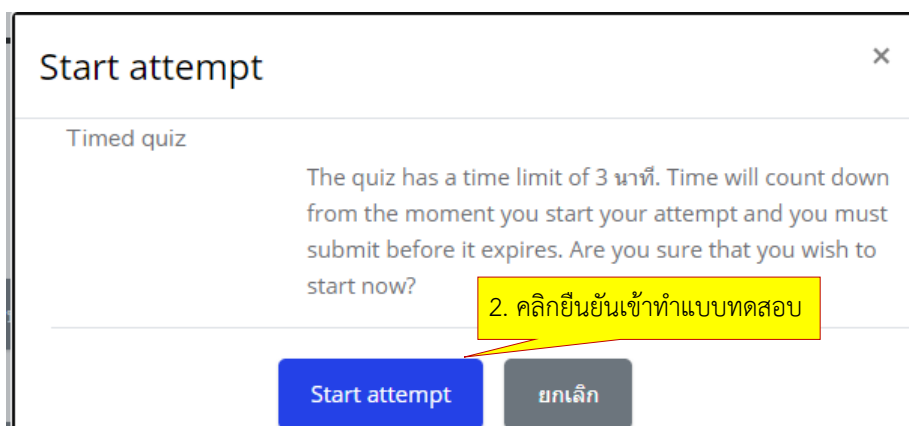 Start attempt
×
Timed quiz
The quiz has a time limit of 3 นาที. Time will count down
from the moment you start your attempt and you must
submit before it expires. Are you sure that you wish to
start now?
2. คลิกยืนยันเข้าทำแบบทดสอบ
Start attempt
ยกเลิก